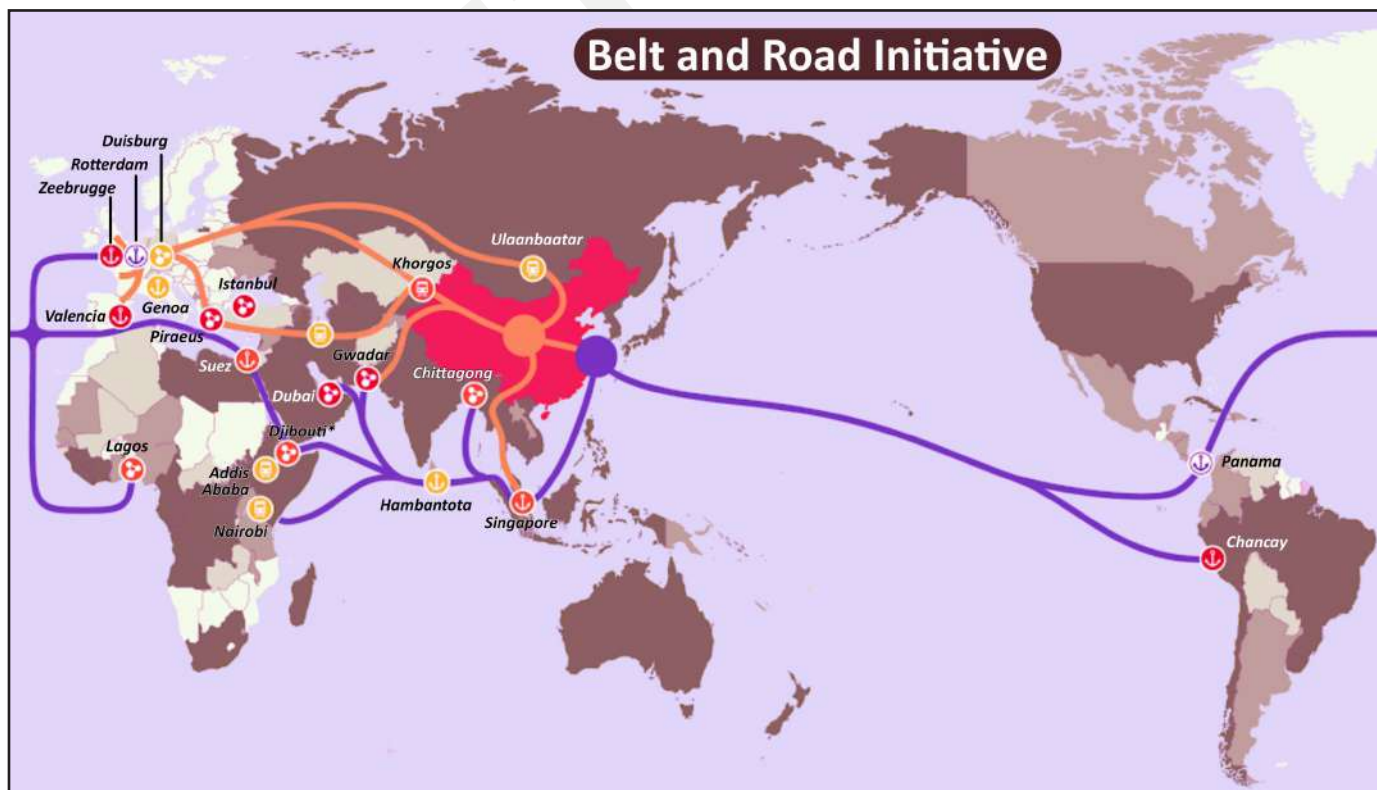 Belt and Road Initiative
Duisburg
Rotterdam
Zeebrugge
Ulaanbaatar
Khorgos
Istanbul
Genoa
Valencia
Piraeus
Gwadar
Suez
Chittagong
Dubai
Djibouti*
Lagos
Addis
Ababa
Panama
Hambantota
Singapore
Nairobi
Chancay